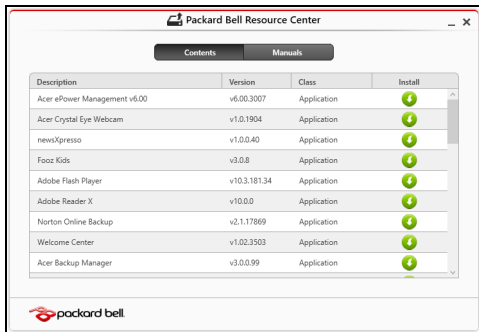 Packard Bell Resource Center
Contents Manuals
Description Version Class Install
Acer ePower Management v6.00 v6.00.3007 Application
Acer Crystal Eye Webcam v1.0.1904 Application
newsXpresso v1.0.0.40 Application
Fooz Kids v3.0.8 Application
Adobe Flash Player v10.3.181.34 Application
Adobe Reader X v10.0.0 Application
Norton Online Backup v2.1.17869 Application
Welcome Center v1.02.3503 Application
Acer Backup Manager v3.0.0.99 Application
packard bell